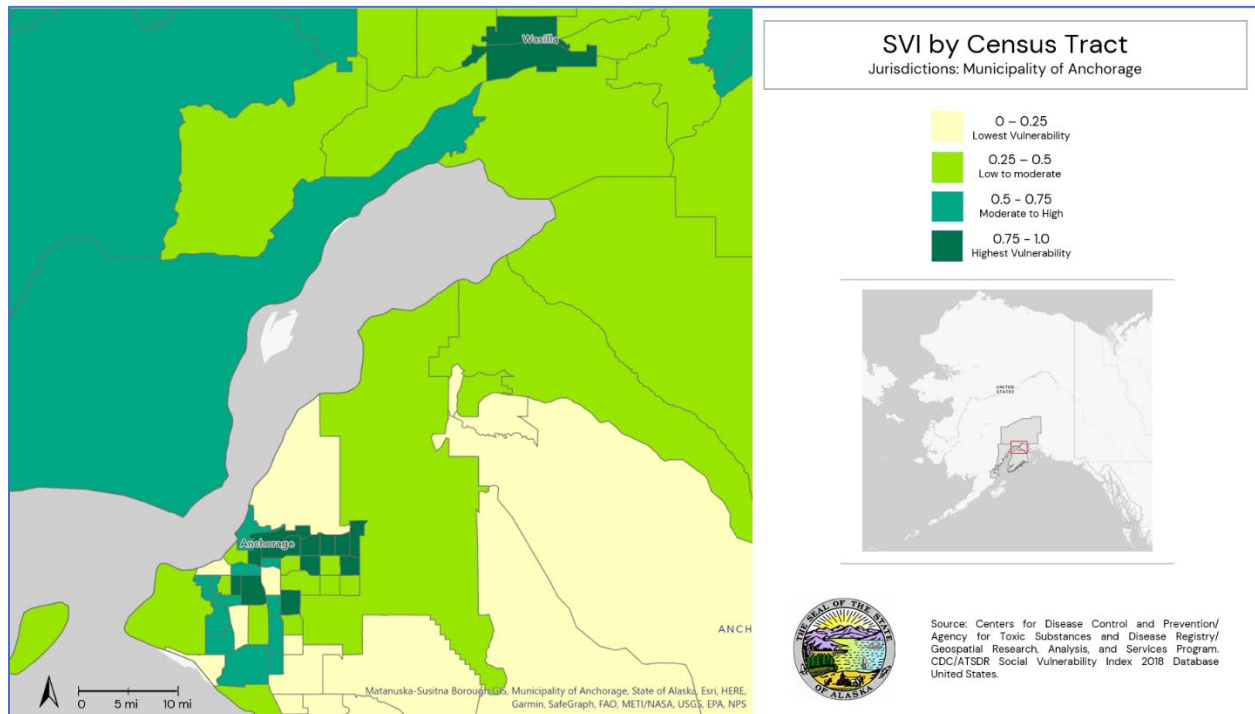 Wasilla
Anchorage
ANCH
0 5 mi 10 mi
Matanuska-Susitna Borough GIS, Municipality of Anchorage, State of Alaska, Esri, HERE,
Garmin, SafeGraph, FAO, METI/NASA, USGS, EPA, NPS
SVI by Census Tract
Jurisdictions: Municipality of Anchorage
0 – 0.25
Lowest Vulnerability
0.25 – 0.5
Low to moderate
0.5 - 0.75
Moderate to High
0.75 - 1.0
Highest Vulnerability
UNITED
STATES
THE SEAL OF THE STATE
OF ALASKA
Source: Centers for Disease Control and Prevention/
Agency for Toxic Substances and Disease Registry/
Geospatial Research, Analysis, and Services Program.
CDC/ATSDR Social Vulnerability Index 2018 Database
United States.